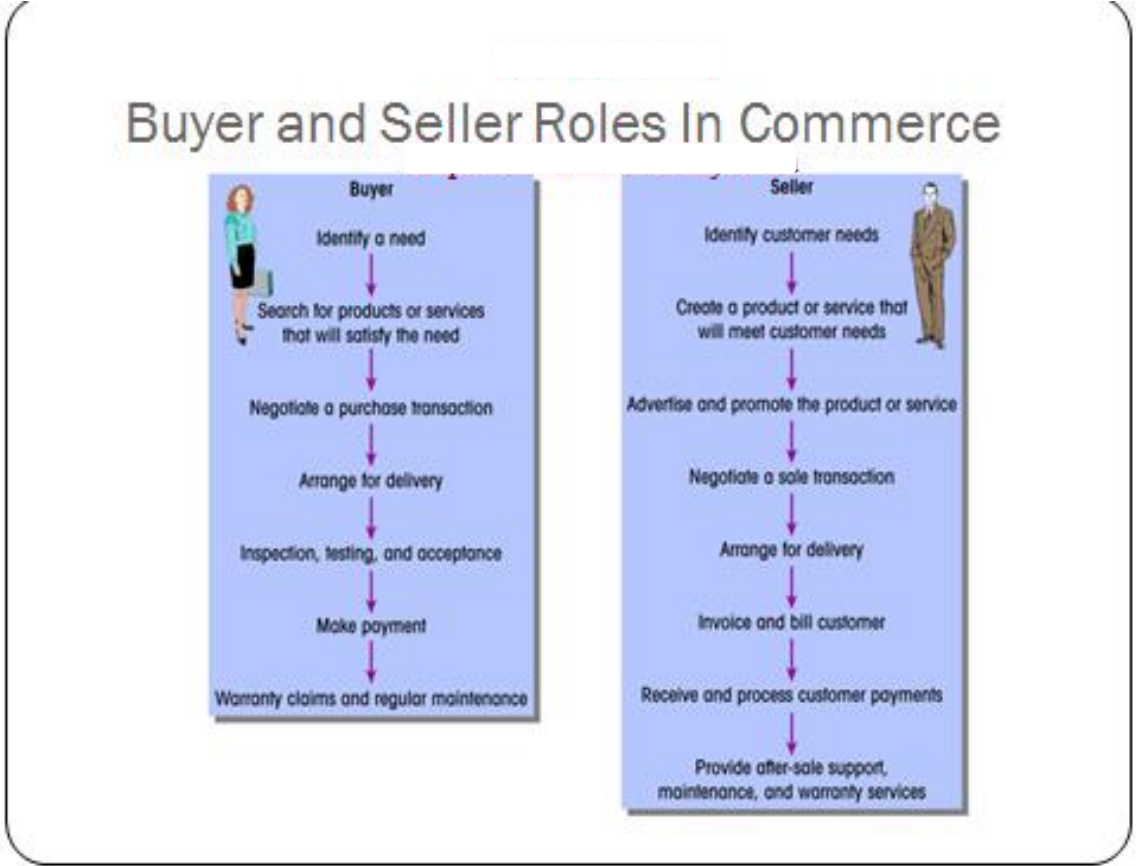 Buyer and Seller Roles In Commerce
Buyer
Identify a need
Search for products or services
that will satisfy the need
Negotiate a purchase transaction
Arrange for delivery
Inspection, testing, and acceptance
Make payment
Warranty claims and regular maintenance
Seller
Identify customer needs
Create a product or service that
will meet customer needs
Advertise and promote the product or service
Negotiate a sale transaction
Arrange for delivery
Invoice and bill customer
Receive and process customer payments
Provide after-sale support,
maintenance, and warranty services